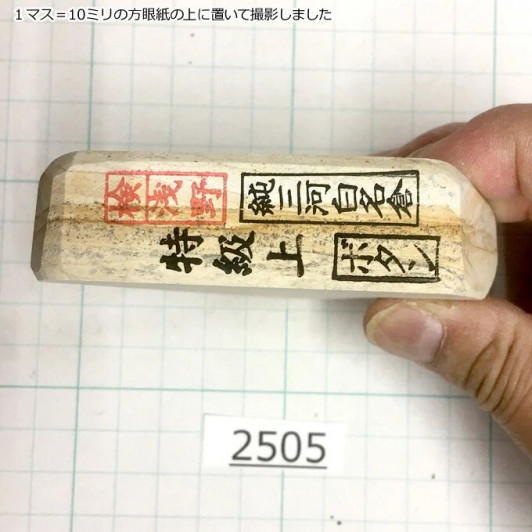 1マス=10ミリの方眼紙の上に置いて撮影しました
検浅野
純三河白名倉
特級上
ボタン
2505